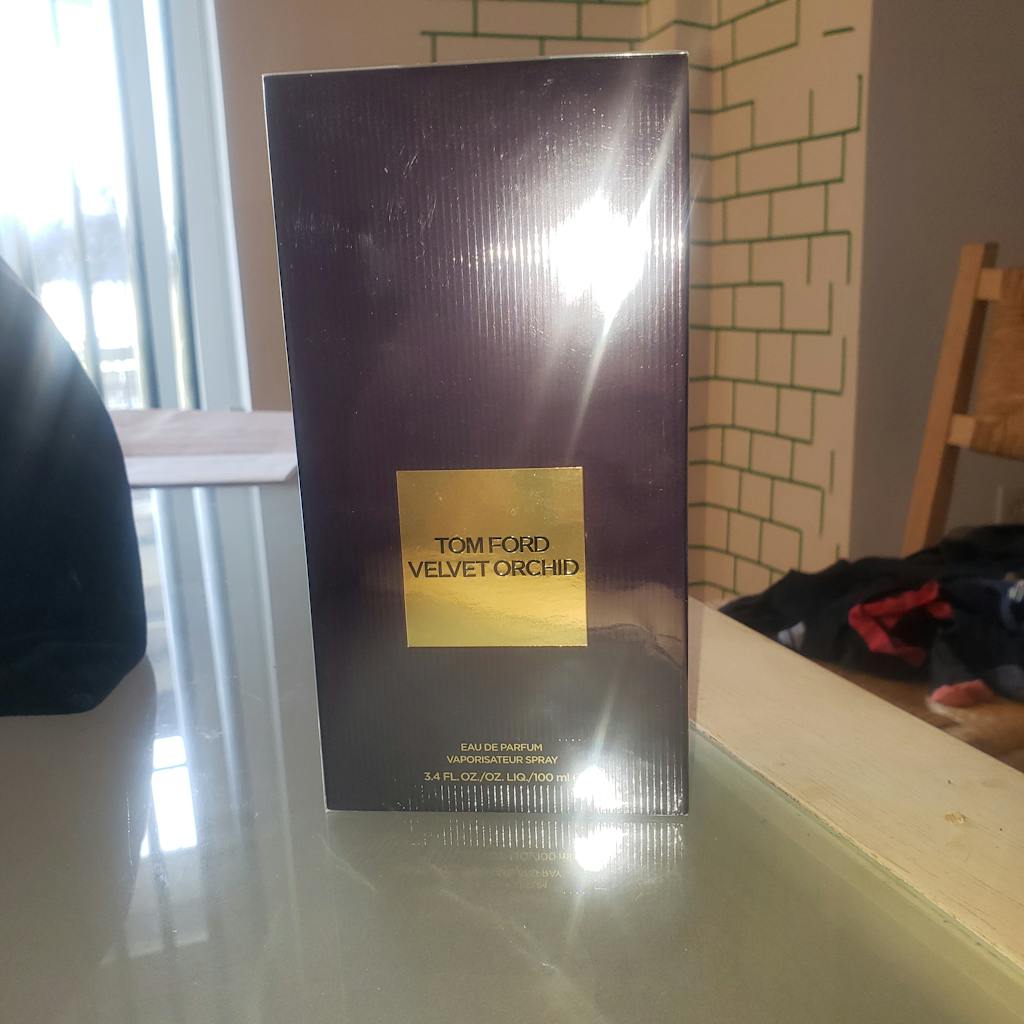 TOM FORD
VELVET ORCHID
EAU DE PARFUM
VAPORISATEUR SPRAY
3.4 FL.OZ./OZ. LIQ./100 ml